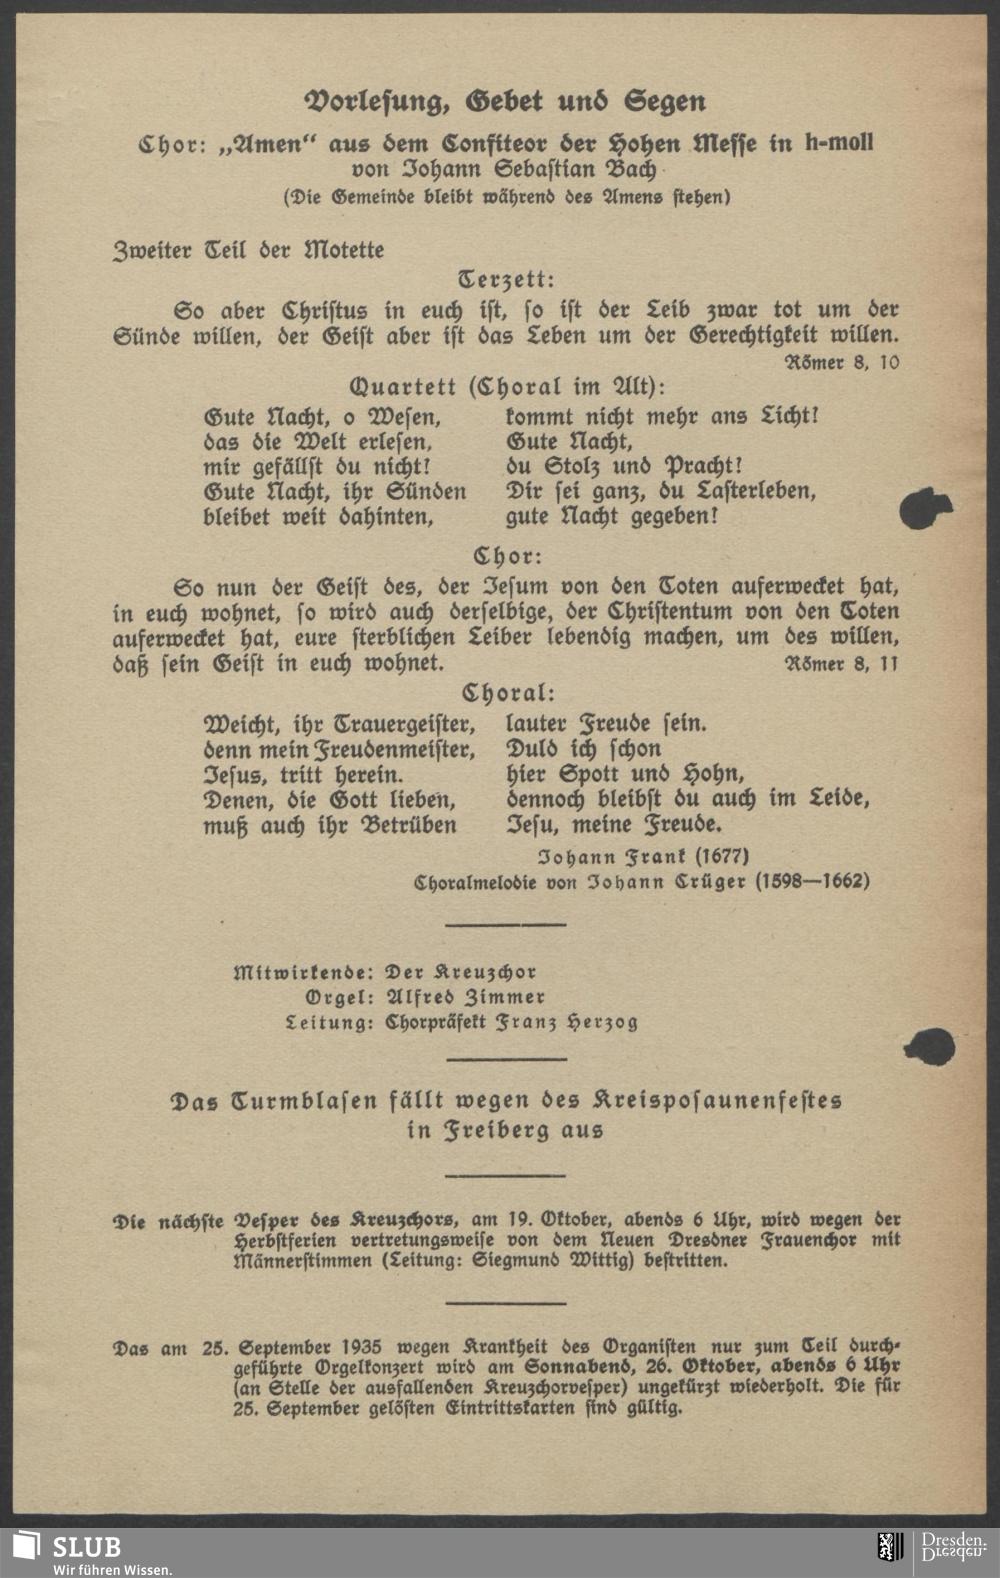 Vorlesung, Gebet und Segen
Chor: „Amen“ aus dem Confiteor der Hohen Messe in h-moll
von Johann Sebastian Bach
(Die Gemeinde bleibt während des Amens stehen)
Zweiter Teil der Motette
Terzett:
So aber Christus in euch ist, so ist der Leib zwar tot um der
Sünde willen, der Geist aber ist das Leben um der Gerechtigkeit willen.
Römer 8, 10
Quartett (Choral im Alt):
Gute Nacht, o Wesen,
das die Welt erlesen,
mir gefällst du nicht!
Gute Nacht, ihr Sünden
bleibet weit dahinten,
kommt nicht mehr ans Licht!
Gute Nacht,
du Stolz und Pracht!
Dir sei ganz, du Lasterleben,
gute Nacht gegeben!
Chor:
So nun der Geist des, der Jesum von den Toten auferwecket hat,
in euch wohnet, so wird auch derselbige, der Christentum von den Toten
auferwecket hat, eure sterblichen Leiber lebendig machen, um des willen,
daß sein Geist in euch wohnet. Römer 8, 11
Choral:
Weicht, ihr Trauergeister,
denn mein Freudenmeister,
Jesus, tritt herein.
Denen, die Gott lieben,
muß auch ihr Betrüben
lauter Freude sein.
Duld ich schon
hier Spott und Hohn,
dennoch bleibst du auch im Leide,
Jesu, meine Freude.
Johann Frank (1677)
Choralmelodie von Johann Crüger (1598—1662)
Mitwirkende: Der Kreuzchor
Orgel: Alfred Zimmer
Leitung: Chorpräfekt Franz Herzog
Das Turmblasen fällt wegen des Kreisposaunenfestes
in Freiberg aus
Die nächste Vesper des Kreuzchors, am 19. Oktober, abends 6 Uhr, wird wegen der
Herbstferien vertretungsweise von dem Neuen Dresdner Frauenchor mit
Männerstimmen (Leitung: Siegmund Wittig) bestritten.
Das am 25. September 1935 wegen Krankheit des Organisten nur zum Teil durch-
geführte Orgelkonzert wird am Sonnabend, 26. Oktober, abends 6 Uhr
(an Stelle der ausfallenden Kreuzchorvesper) ungekürzt wiederholt. Die für
25. September gelösten Eintrittskarten sind gültig.
SLUB
Wir führen Wissen.
Dresden.
Dresden.